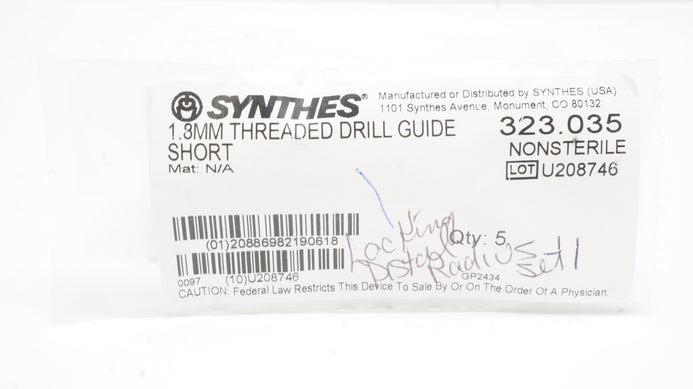 SYNTHES®
Manufactured or Distributed by SYNTHES (USA)
1101 Synthes Avenue, Monument, CO 80132
1.8MM THREADED DRILL GUIDE
SHORT
Mat: N/A
323.035
NONSTERILE
LOT U208746
(01)20886982190618
Qty: 5
Locking
Distal Radius Set 1
0097
(10)U208746
GP2434
CAUTION: Federal Law Restricts This Device To Sale By Or On The Order Of A Physician.